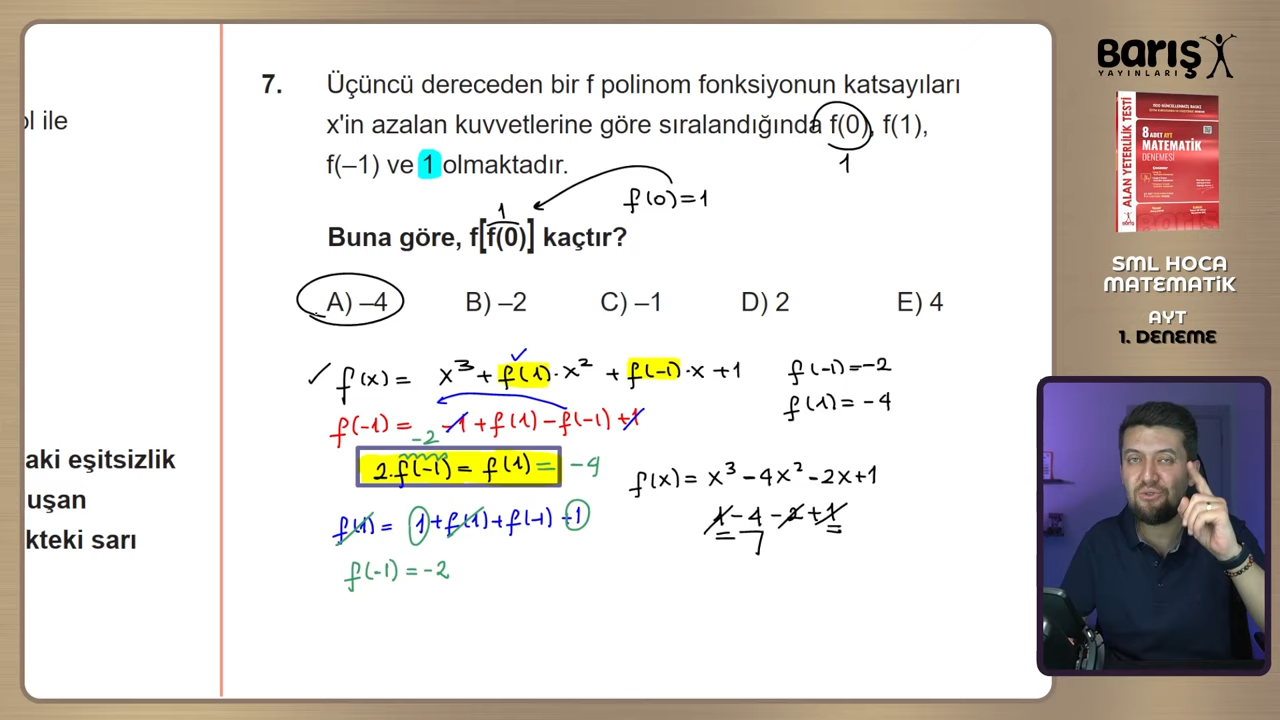 ol ile
aki eşitsizlik
uşan
kteki sarı
7. Üçüncü dereceden bir f polinom fonksiyonun katsayıları
x'in azalan kuvvetlerine göre sıralandığında f(0), f(1),
f(–1) ve 1 olmaktadır.
1
f(0)=1
1
Buna göre, f[f(0)] kaçtır?
A) –4 B) –2 C) –1 D) 2 E) 4
f(x) = x³ + f(1)·x² + f(-1)·x +1
f(-1)=-2
f(1) = -4
f(-1) = -1 + f(1) - f(-1) +1
-2
2.f(-1) = f(1) = -4
f(x) = x³ -4x² -2x+1
1 -4 -2 +1
f(1) = 1+f(1)+f(-1)+1
f(-1) = -2
BARIŞ
YAYINLARI
ALAN YETERLİLİK TESTİ
8 ADET AYT
MATEMATİK
DENEMESİ
SML HOCA
MATEMATİK
AYT
1. DENEME